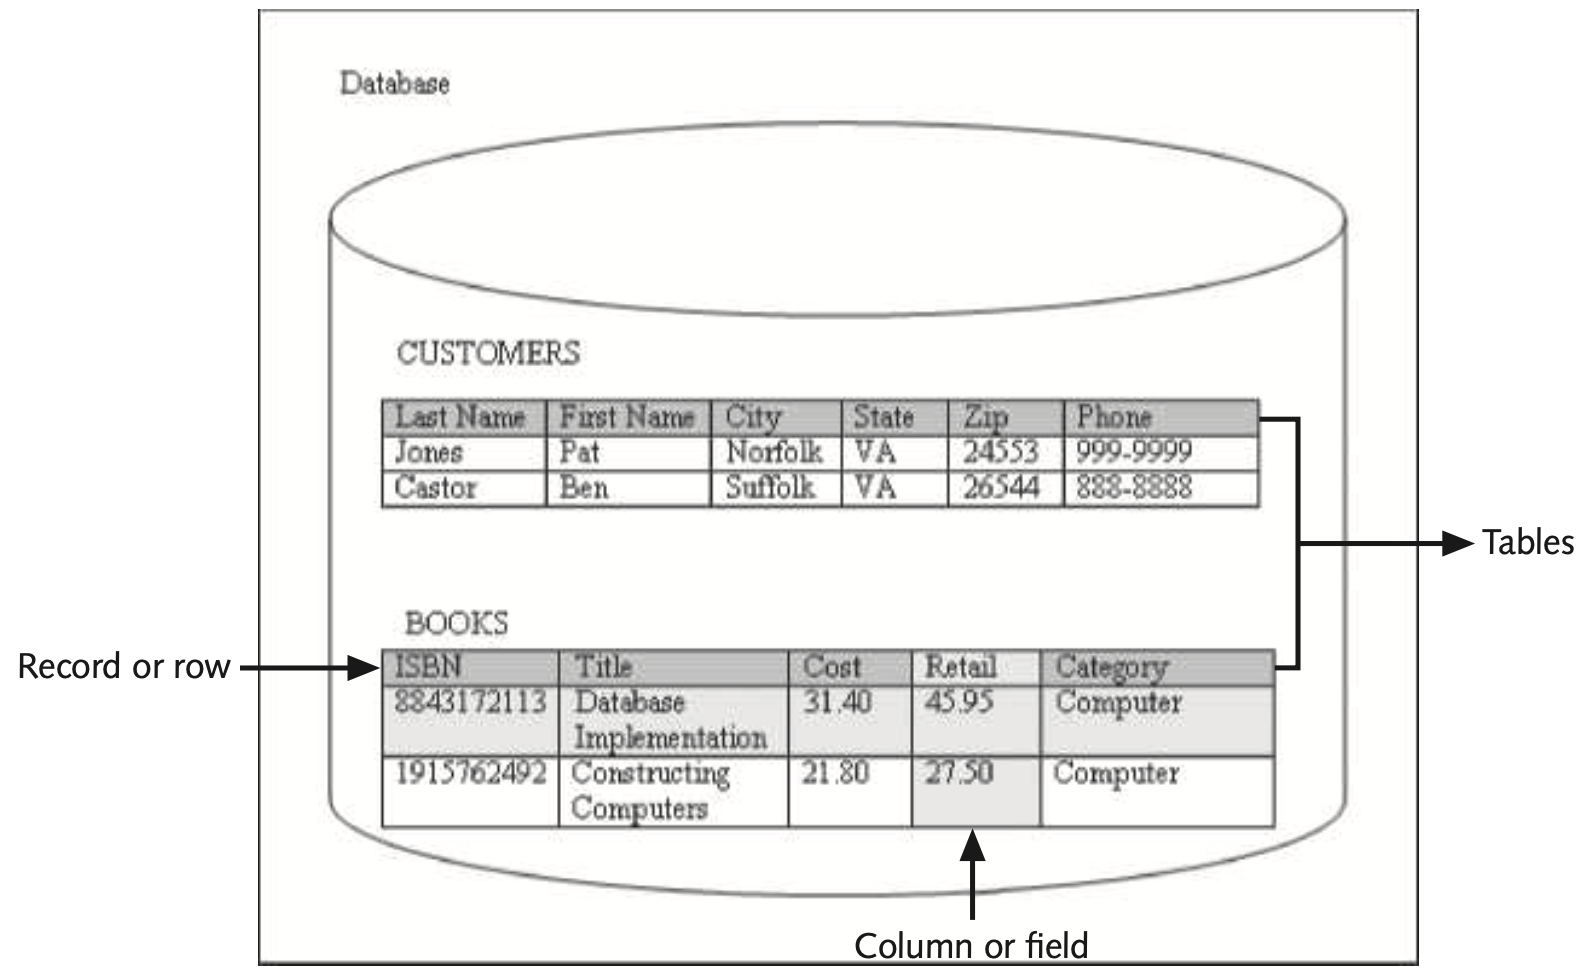 Database
CUSTOMERS
Last Name First Name City State Zip Phone
Jones Pat Norfolk VA 24553 999-9999
Castor Ben Suffolk VA 26544 888-8888
Tables
BOOKS
Record or row
ISBN Title Cost Retail Category
8843172113 Database 31.40 45.95 Computer
Implementation
1915762492 Constructing 21.80 27.50 Computer
Computers
Column or field